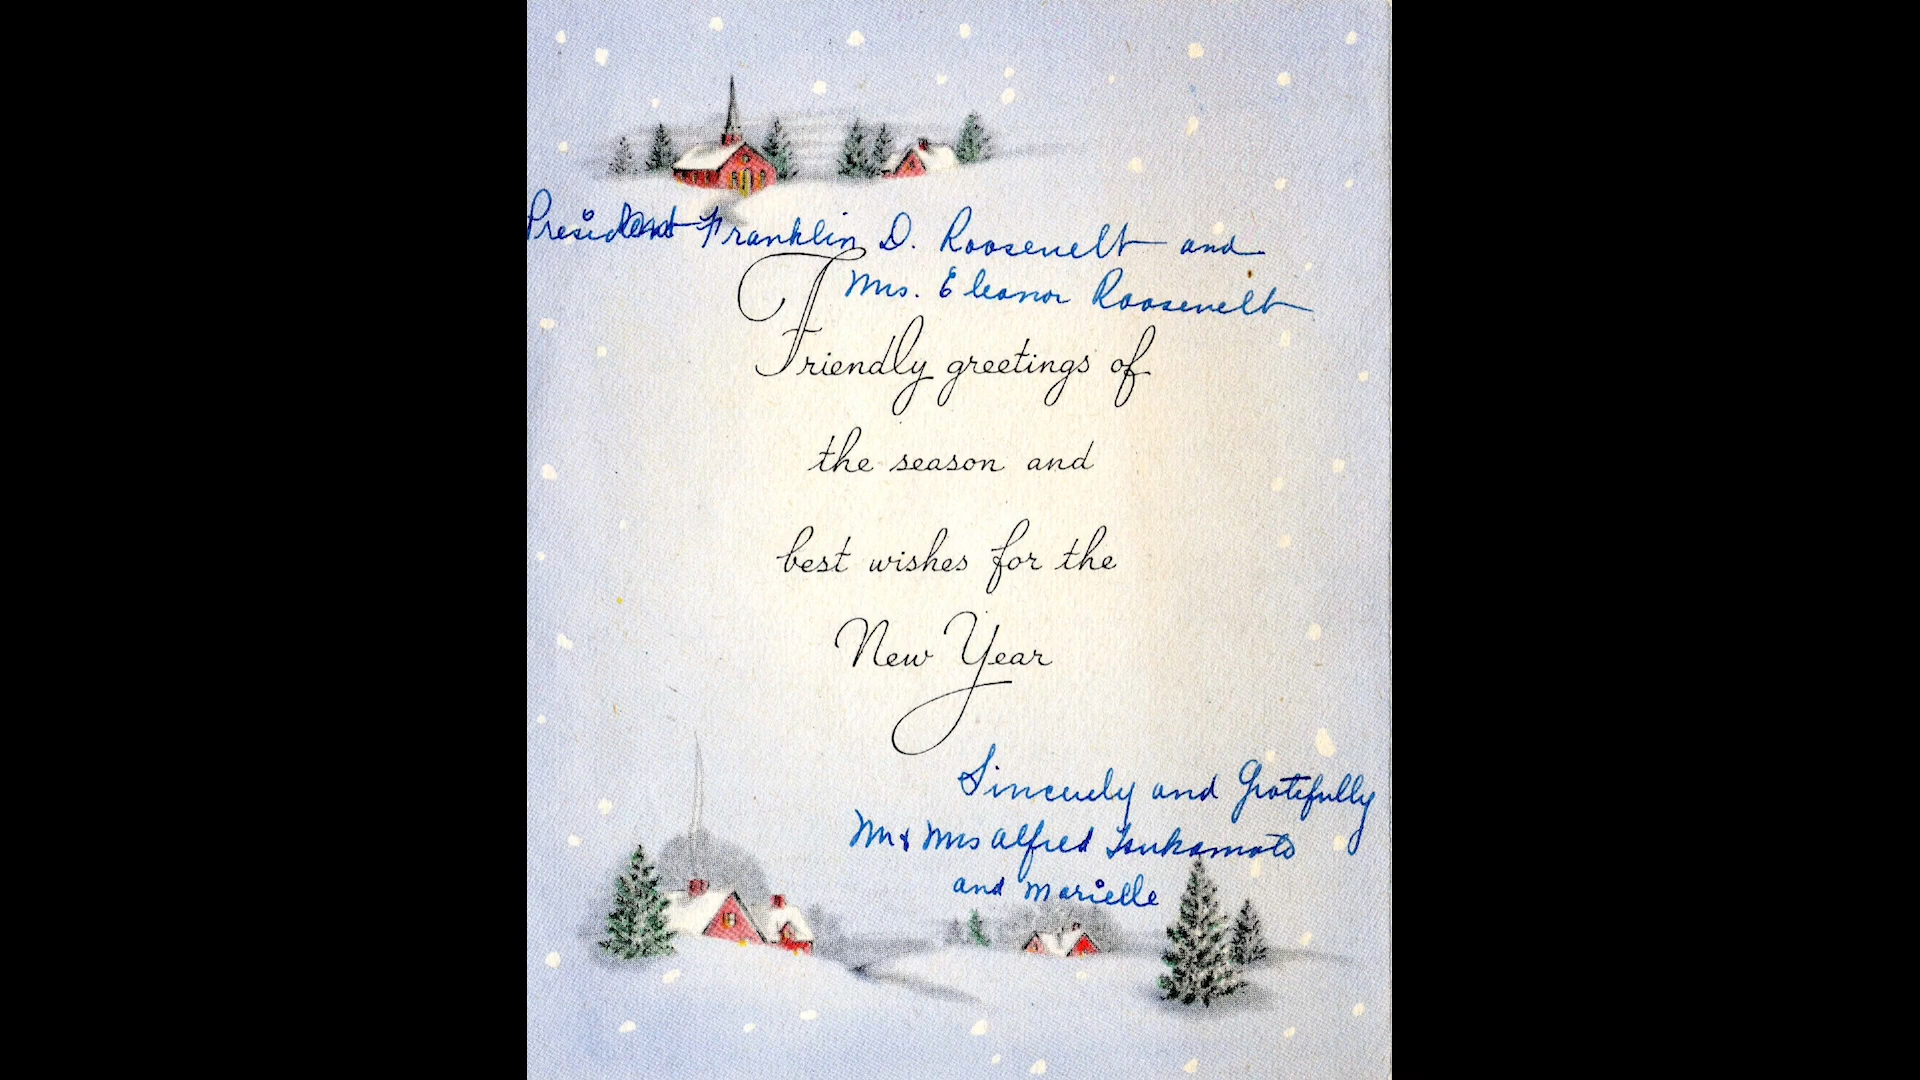 President Franklin D. Roosevelt and
Mrs. Eleanor Roosevelt
Friendly greetings of
the season and
best wishes for the
New Year
Sincerely and Gratefully
Mr & Mrs Alfred Tsukamoto
and Marielle